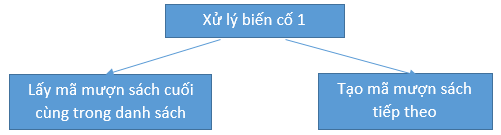 Xử lý biến cố 1
Lấy mã mượn sách cuối
cùng trong danh sách
Tạo mã mượn sách
tiếp theo